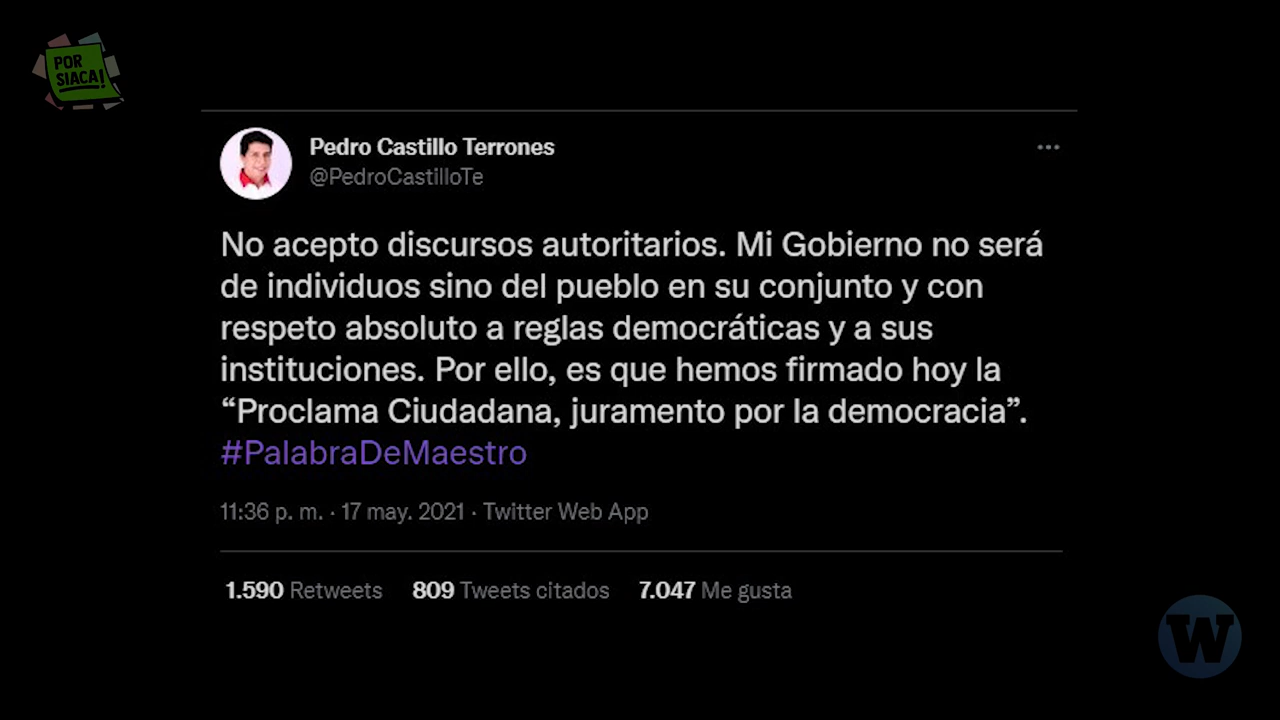 POR
SIACA!
Pedro Castillo Terrones
@PedroCastilloTe
No acepto discursos autoritarios. Mi Gobierno no será
de individuos sino del pueblo en su conjunto y con
respeto absoluto a reglas democráticas y a sus
instituciones. Por ello, es que hemos firmado hoy la
“Proclama Ciudadana, juramento por la democracia”.
#PalabraDeMaestro
11:36 p. m. · 17 may. 2021 · Twitter Web App
1.590 Retweets 809 Tweets citados 7.047 Me gusta
W